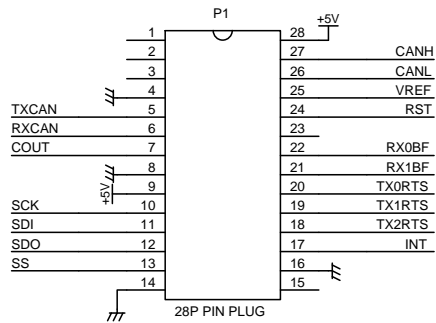 P1
+5V
1 28
2 27 CANH
3 26 CANL
4 25 VREF
TXCAN 5 24 RST
RXCAN 6 23
COUT 7 22 RX0BF
8 21 RX1BF
+5V 9 20 TX0RTS
SCK 10 19 TX1RTS
SDI 11 18 TX2RTS
SDO 12 17 INT
SS 13 16
14 15
28P PIN PLUG